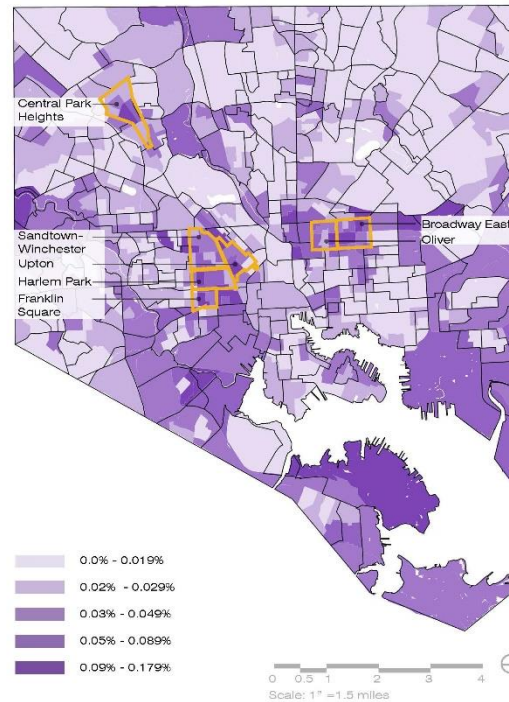 Central Park
Heights
Sandtown-
Winchester
Upton
Harlem Park
Franklin
Square
Broadway East
Oliver
0.0% - 0.019%
0.02% - 0.029%
0.03% - 0.049%
0.05% - 0.089%
0.09% - 0.179%
0 0.5 1 2 3 4
Scale: 1" =1.5 miles